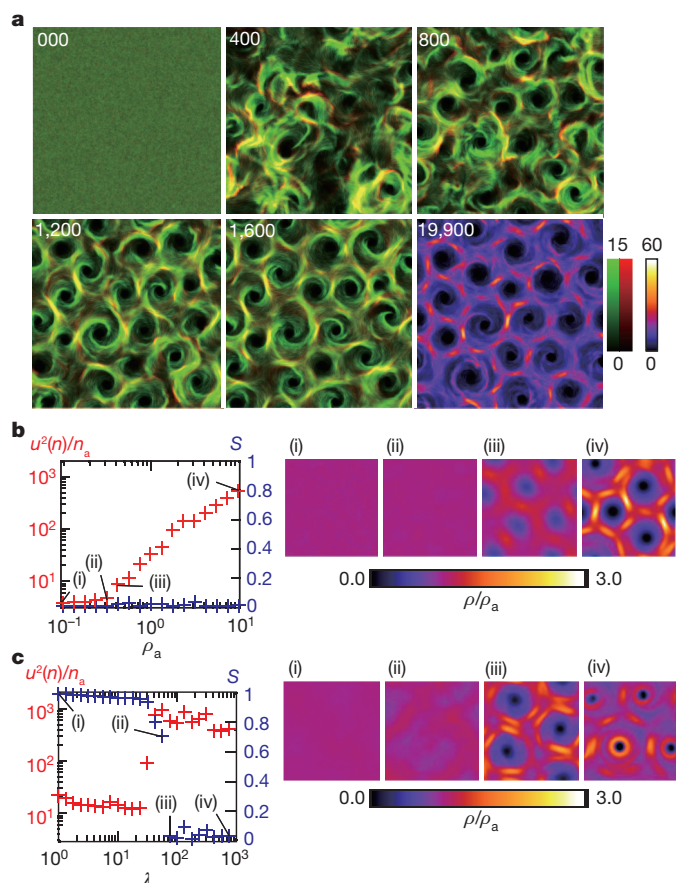 a
000
400
800
1,200
1,600
19,900
15
60
0
0
b
u²(n)/nₐ
S
(i)
(ii)
(iii)
(iv)
10³
10²
10¹
1
0.8
0.6
0.4
0.2
0
(i)
(ii)
(iii)
(iv)
10⁻¹
10⁰
10¹
ρₐ
0.0
3.0
ρ/ρₐ
c
u²(n)/nₐ
S
(i)
(ii)
(iii)
(iv)
10³
10²
10¹
1
0.8
0.6
0.4
0.2
0
(i)
(ii)
(iii)
(iv)
10⁰
10¹
10²
10³
λ
0.0
3.0
ρ/ρₐ